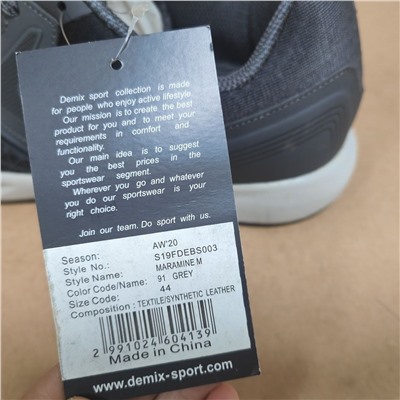 Demix sport collection is made
for people who enjoy active lifestyle.
Our mission is to create the best
product for you and to meet your
requirements in comfort and
functionality.
Our main idea is to suggest
you the best prices in the
sportswear segment.
Wherever you go and whatever
you do our sportswear is your
right choice.
Join our team. Do sport with us.
Season: AW'20
Style No.: S19FDEBS003
Style Name: MARAMINE M
Color Code/Name: 91 GREY
Size Code: 44
Composition : TEXTILE/SYNTHETIC LEATHER
2 991024 604139
Made in China
www.demix-sport.com